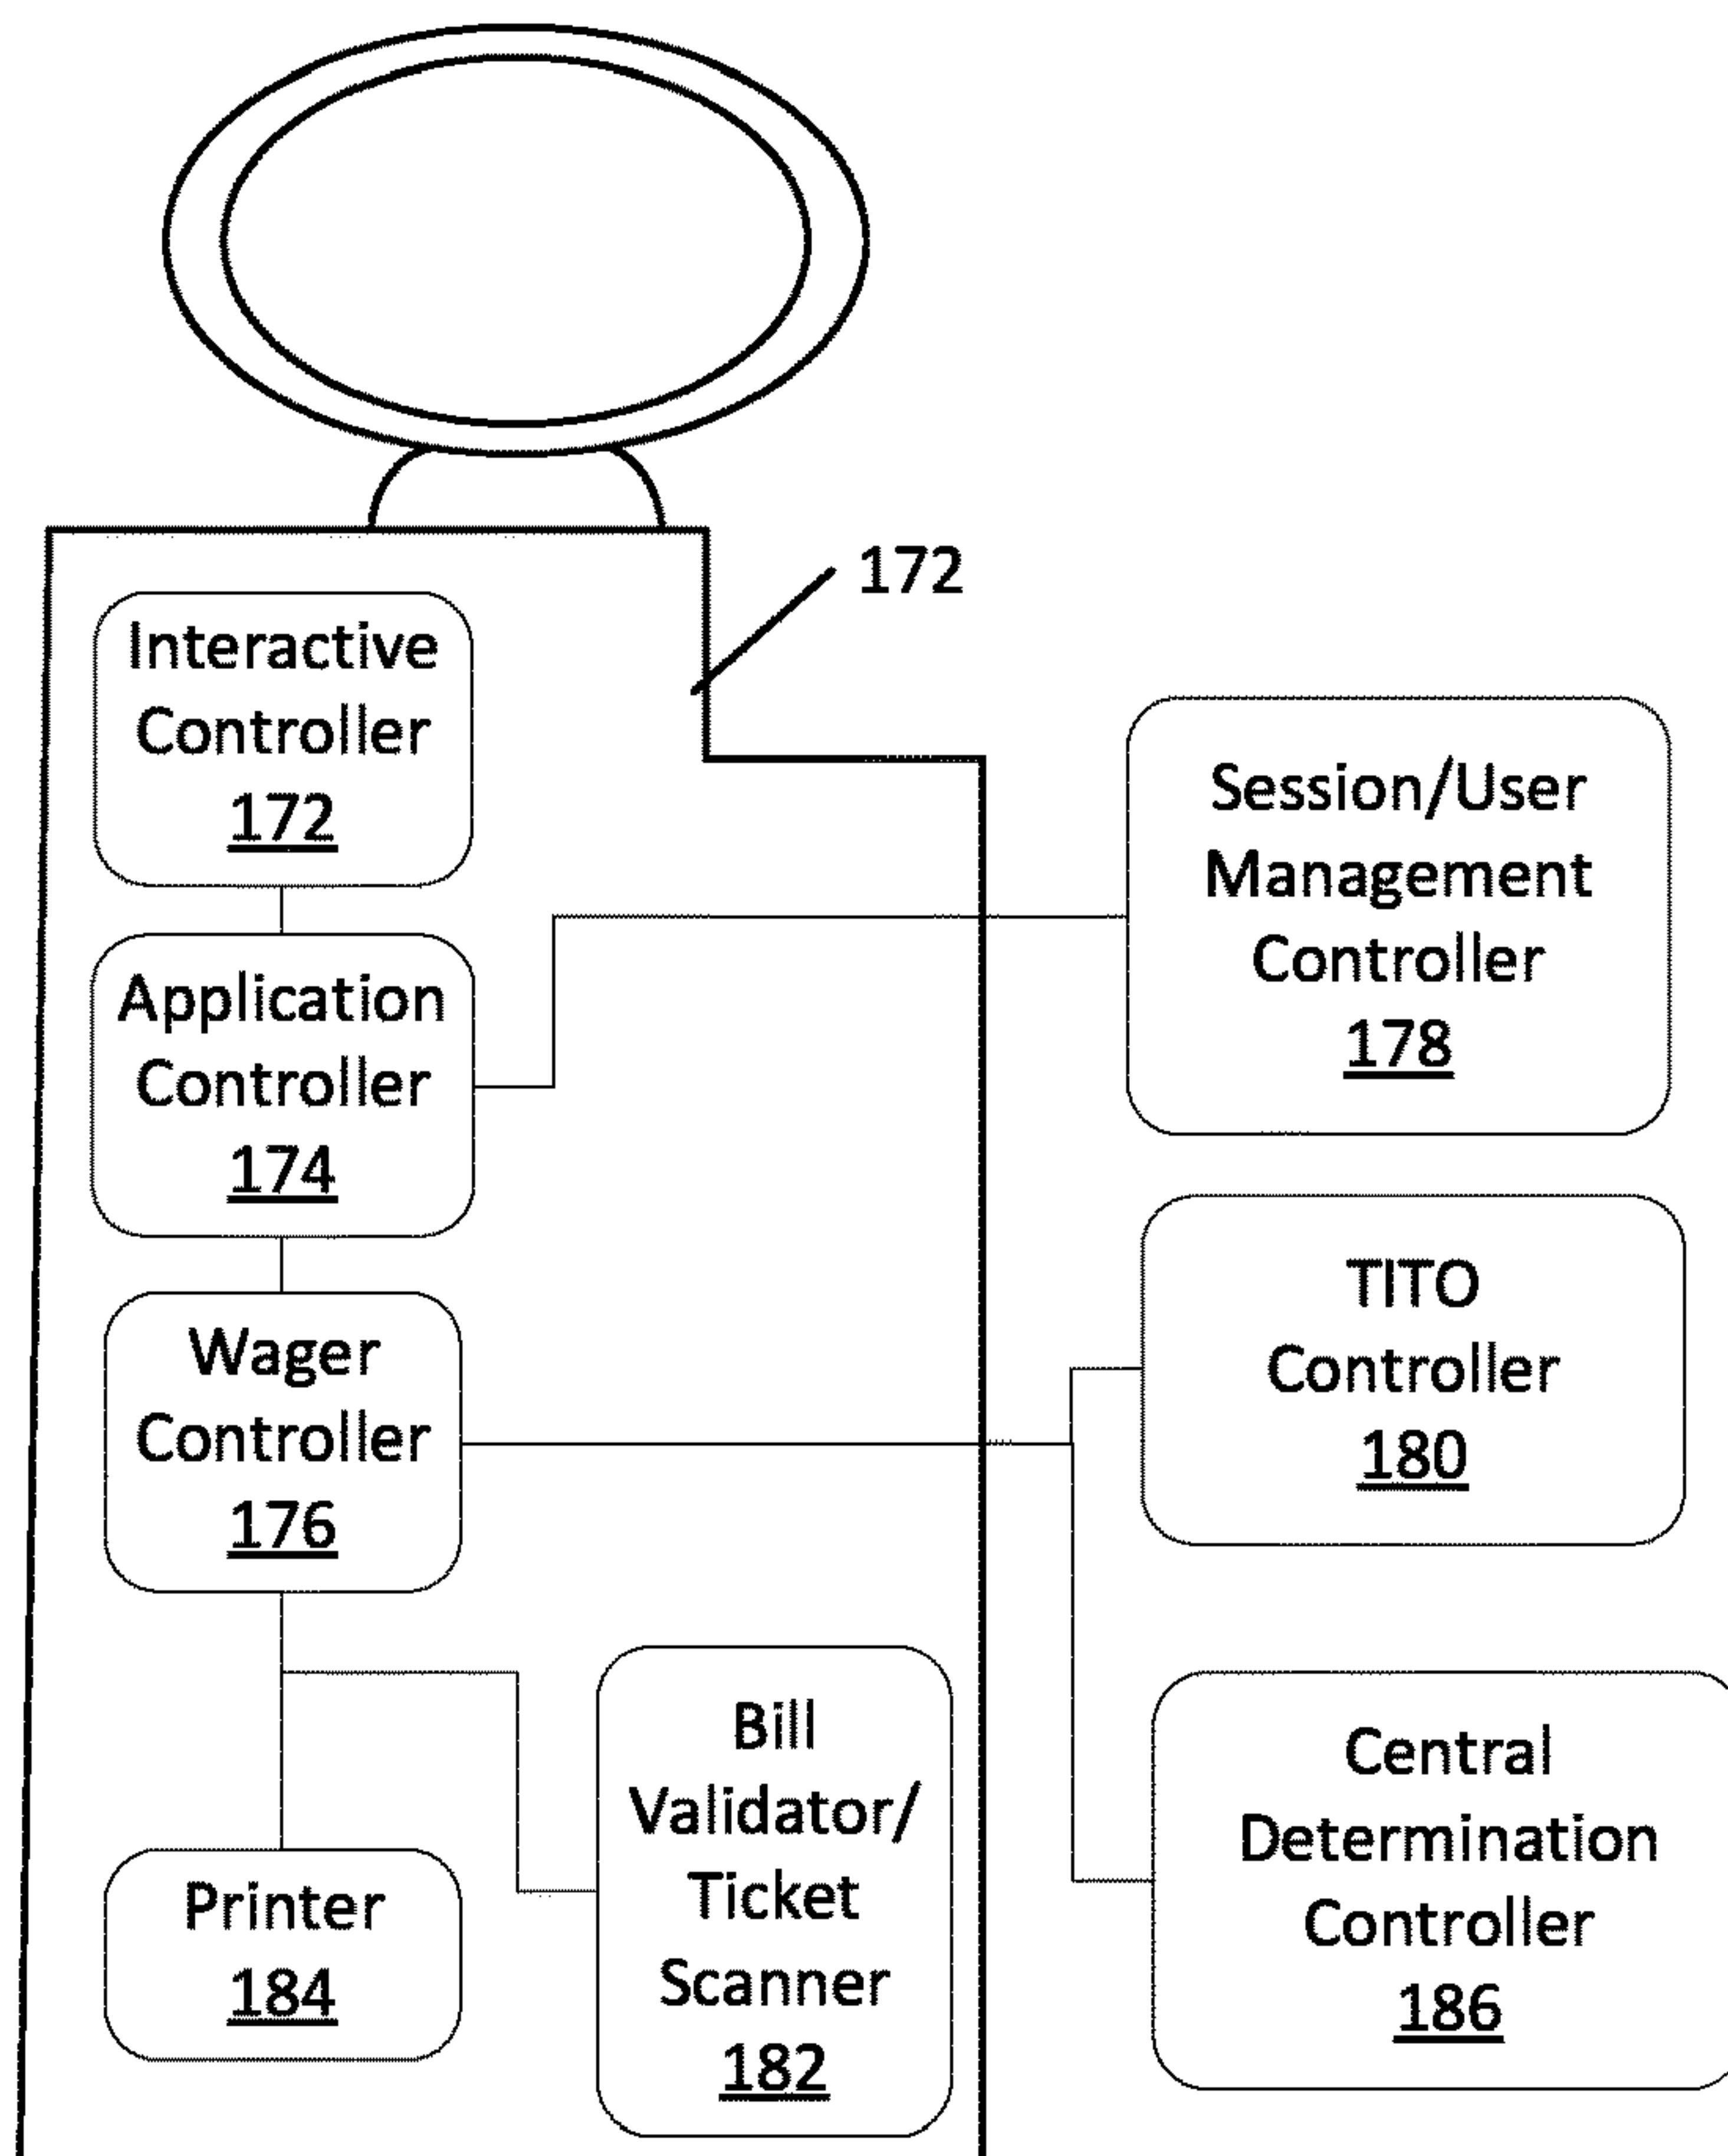 172
Interactive
Controller
172
Application
Controller
174
Wager
Controller
176
Printer
184
Bill
Validator/
Ticket
Scanner
182
Session/User
Management
Controller
178
TITO
Controller
180
Central
Determination
Controller
186